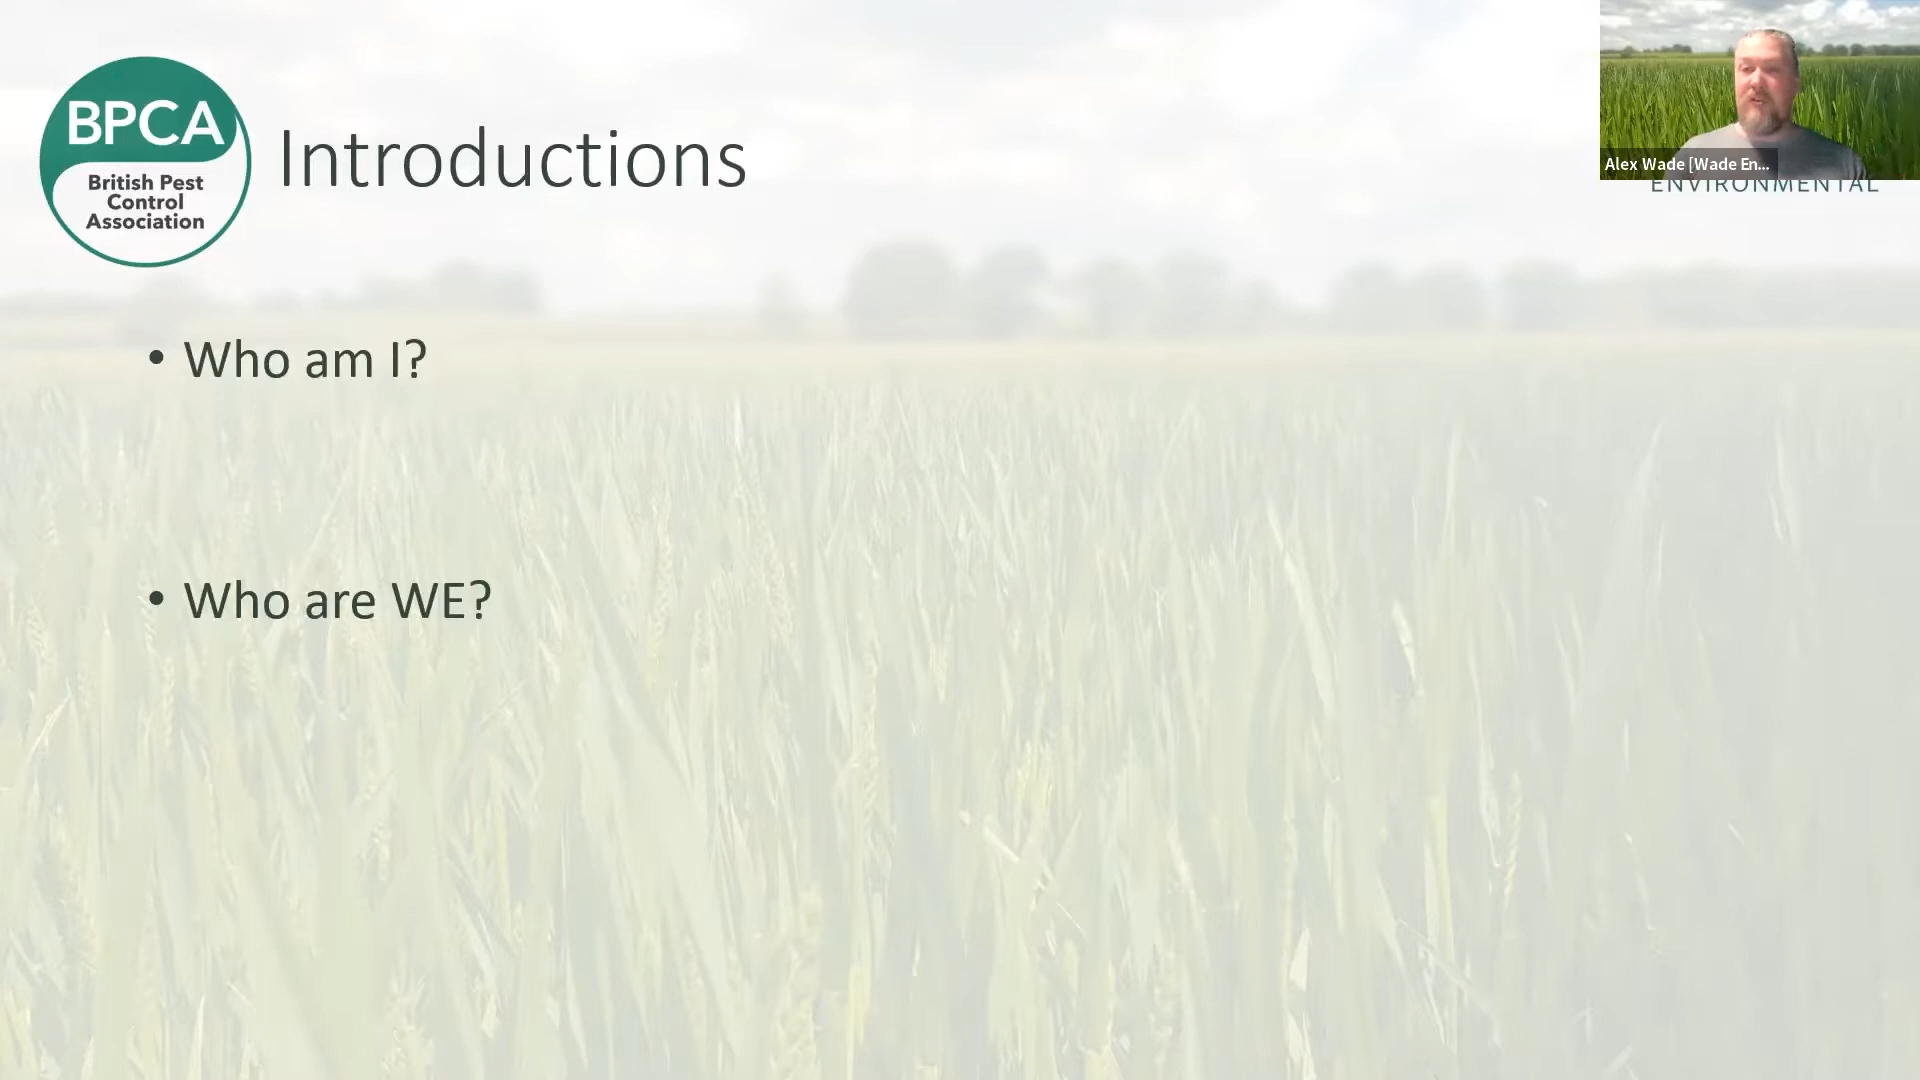 BPCA
British Pest
Control
Association
Introductions
Alex Wade [Wade En...
ENVIRONMENTAL
• Who am I?
• Who are WE?